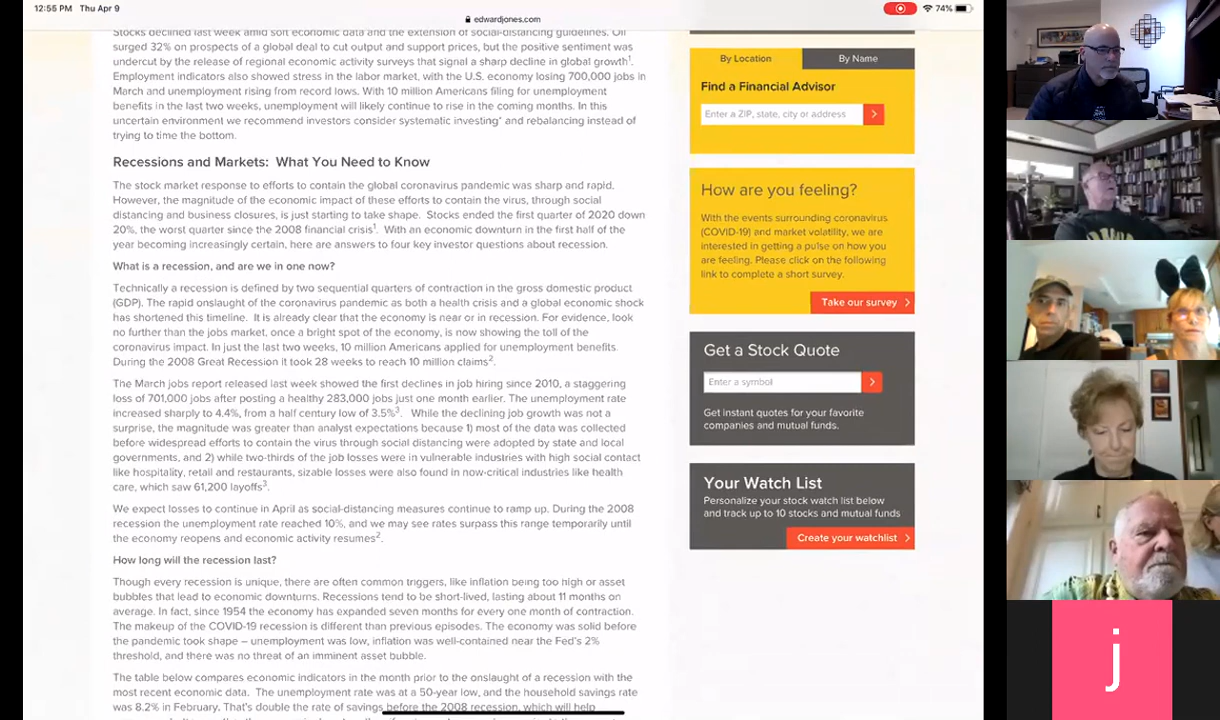 12:55 PM Thu Apr 9
74%
edwardjones.com
Stocks declined last week amid sort economic data and the extension of social-distancing guidelines. Oil
surged 32% on prospects of a global deal to cut output and support prices, but the positive sentiment was
undercut by the release of regional economic activity surveys that signal a sharp decline in global growth¹.
Employment indicators also showed stress in the labor market, with the U.S. economy losing 700,000 jobs in
March and unemployment rising from record lows. With 10 million Americans filing for unemployment
benefits in the last two weeks, unemployment will likely continue to rise in the coming months. In this
uncertain environment we recommend investors consider systematic investing* and rebalancing instead of
trying to time the bottom.
Recessions and Markets: What You Need to Know
The stock market response to efforts to contain the global coronavirus pandemic was sharp and rapid.
However, the magnitude of the economic impact of these efforts to contain the virus, through social
distancing and business closures, is just starting to take shape. Stocks ended the first quarter of 2020 down
20%, the worst quarter since the 2008 financial crisis¹. With an economic downturn in the first half of the
year becoming increasingly certain, here are answers to four key investor questions about recession.
What is a recession, and are we in one now?
Technically a recession is defined by two sequential quarters of contraction in the gross domestic product
(GDP). The rapid onslaught of the coronavirus pandemic as both a health crisis and a global economic shock
has shortened this timeline. It is already clear that the economy is near or in recession. For evidence, look
no further than the jobs market, once a bright spot of the economy, is now showing the toll of the
coronavirus impact. In just the last two weeks, 10 million Americans applied for unemployment benefits.
During the 2008 Great Recession it took 28 weeks to reach 10 million claims².
The March jobs report released last week showed the first declines in job hiring since 2010, a staggering
loss of 701,000 jobs after posting a healthy 283,000 jobs just one month earlier. The unemployment rate
increased sharply to 4.4%, from a half century low of 3.5%³. While the declining job growth was not a
surprise, the magnitude was greater than analyst expectations because 1) most of the data was collected
before widespread efforts to contain the virus through social distancing were adopted by state and local
governments, and 2) while two-thirds of the job losses were in vulnerable industries with high social contact
like hospitality, retail and restaurants, sizable losses were also found in now-critical industries like health
care, which saw 61,200 layoffs³.
We expect losses to continue in April as social-distancing measures continue to ramp up. During the 2008
recession the unemployment rate reached 10%, and we may see rates surpass this range temporarily until
the economy reopens and economic activity resumes².
How long will the recession last?
Though every recession is unique, there are often common triggers, like inflation being too high or asset
bubbles that lead to economic downturns. Recessions tend to be short-lived, lasting about 11 months on
average. In fact, since 1954 the economy has expanded seven months for every one month of contraction.
The makeup of the COVID-19 recession is different than previous episodes. The economy was solid before
the pandemic took shape – unemployment was low, inflation was well-contained near the Fed's 2%
threshold, and there was no threat of an imminent asset bubble.
The table below compares economic indicators in the month prior to the onslaught of a recession with the
most recent economic data. The unemployment rate was at a 50-year low, and the household savings rate
was 8.2% in February. That's double the rate of savings before the 2008 recession, which will help
By Location
By Name
Find a Financial Advisor
Enter a ZIP, state, city or address
How are you feeling?
With the events surrounding coronavirus
(COVID-19) and market volatility, we are
interested in getting a pulse on how you
are feeling. Please click on the following
link to complete a short survey.
Take our survey
Get a Stock Quote
Enter a symbol
Get instant quotes for your favorite
companies and mutual funds.
Your Watch List
Personalize your stock watch list below
and track up to 10 stocks and mutual funds
Create your watchlist
j